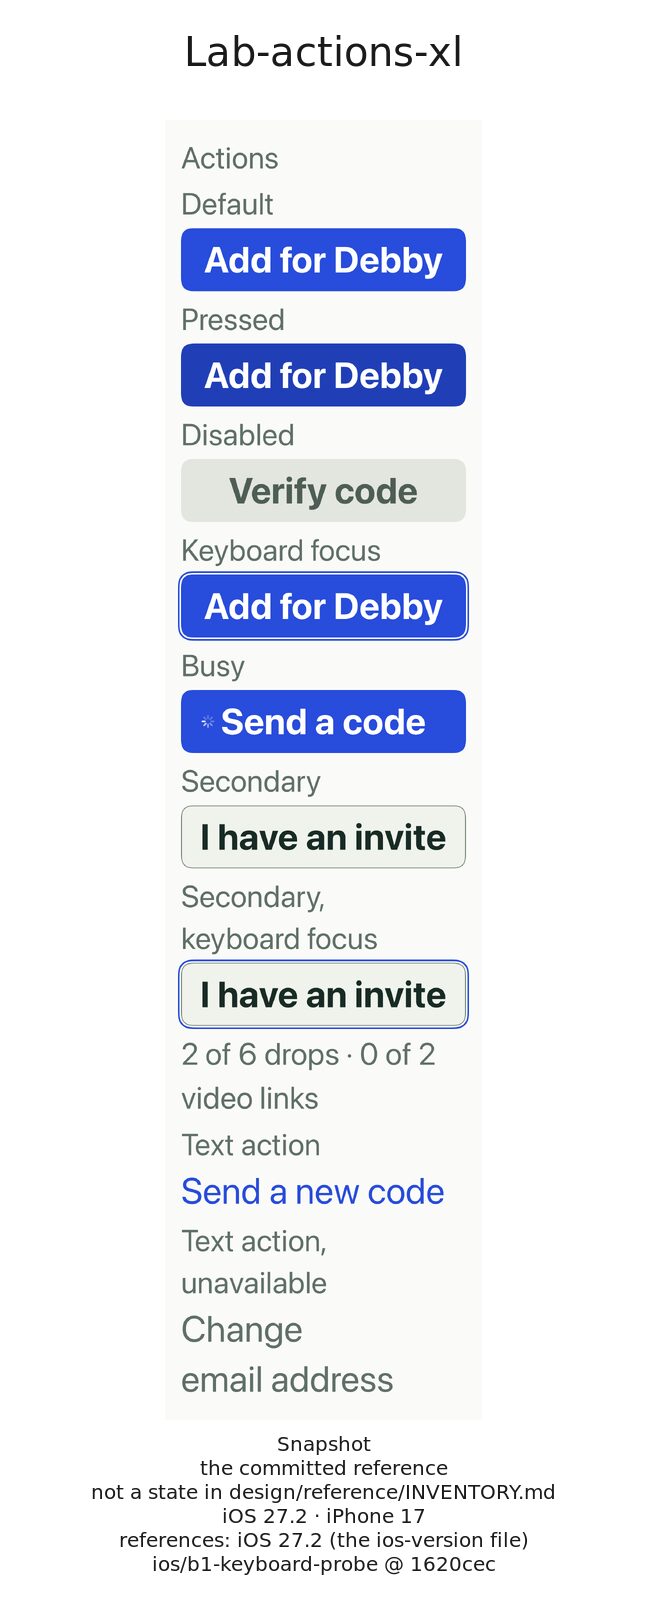 Lab-actions-xl
Actions
Default
Add for Debby
Pressed
Add for Debby
Disabled
Verify code
Keyboard focus
Add for Debby
Busy
Send a code
Secondary
I have an invite
Secondary,
keyboard focus
I have an invite
2 of 6 drops · 0 of 2
video links
Text action
Send a new code
Text action,
unavailable
Change
email address
Snapshot
the committed reference
not a state in design/reference/INVENTORY.md
iOS 27.2 · iPhone 17
references: iOS 27.2 (the ios-version file)
ios/b1-keyboard-probe @ 1620cec